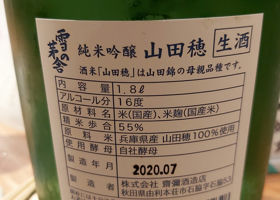 雪の茅舎
純米吟醸 山田穂 生酒
酒米「山田穂」は山田錦の母親品種です。
内容量 1.8ℓ
アルコール分 16度
原材料名 米(国産)、米麹(国産米)
精米歩合 55%
原料米 兵庫県産 山田穂100%使用
使用酵母 自社酵母
製造年月 2020.07
製造者 株式会社 齋彌酒造店
秋田県由利本荘市石脇字石脇53